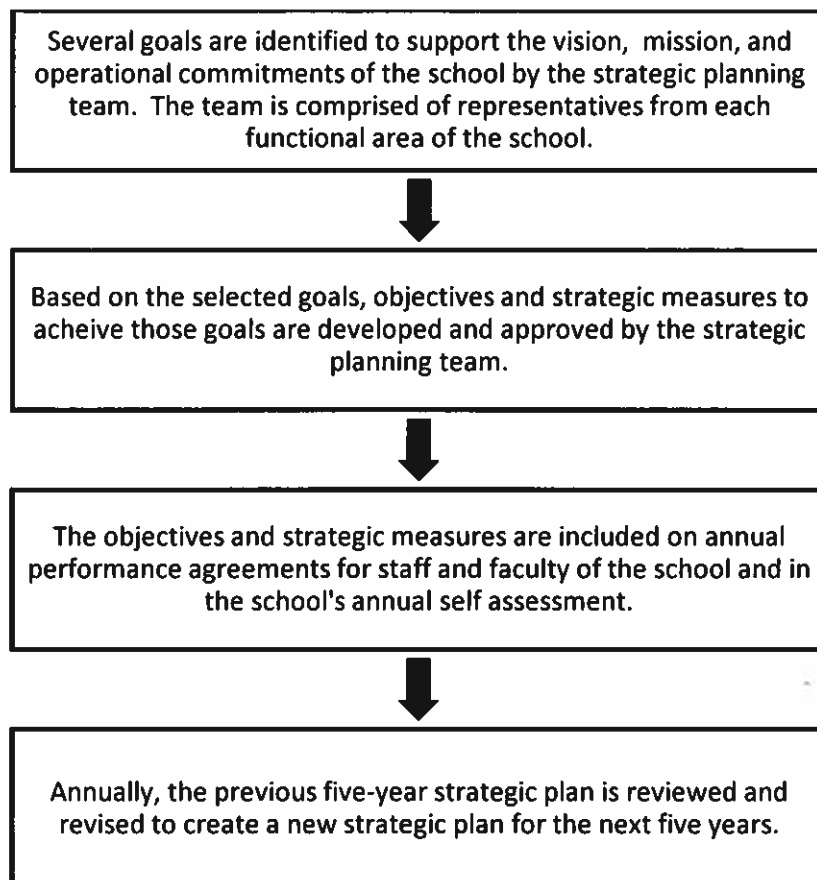 Several goals are identified to support the vision, mission, and
operational commitments of the school by the strategic planning
team. The team is comprised of representatives from each
functional area of the school.
Based on the selected goals, objectives and strategic measures to
acheive those goals are developed and approved by the strategic
planning team.
The objectives and strategic measures are included on annual
performance agreements for staff and faculty of the school and in
the school's annual self assessment.
Annually, the previous five-year strategic plan is reviewed and
revised to create a new strategic plan for the next five years.